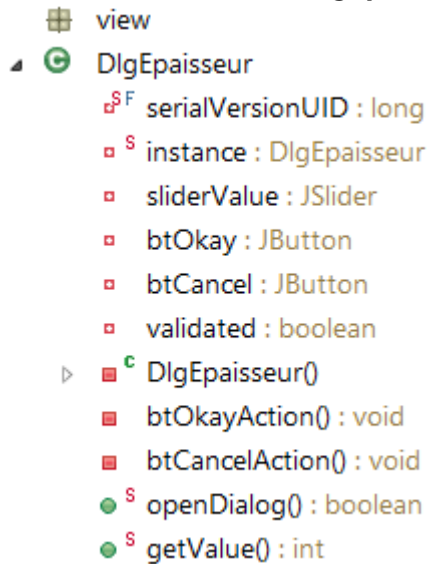 view
DlgEpaisseur
S F serialVersionUID : long
S instance : DlgEpaisseur
sliderValue : JSlider
btOkay : JButton
btCancel : JButton
validated : boolean
C DlgEpaisseur()
btOkayAction() : void
btCancelAction() : void
S openDialog() : boolean
S getValue() : int